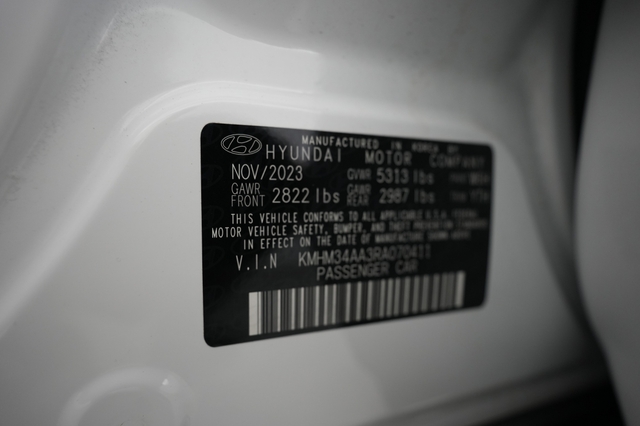 MANUFACTURED IN KOREA BY
HYUNDAI MOTOR COMPANY
NOV/2023 GVWR 5313 lbs
GAWR FRONT 2822 lbs GAWR REAR 2987 lbs
THIS VEHICLE CONFORMS TO ALL APPLICABLE U.S.A. FEDERAL
MOTOR VEHICLE SAFETY, BUMPER, AND THEFT PREVENTION STANDARDS
IN EFFECT ON THE DATE OF MANUFACTURE SHOWN
V.I.N KMHM34AA3RA070411
PASSENGER CAR